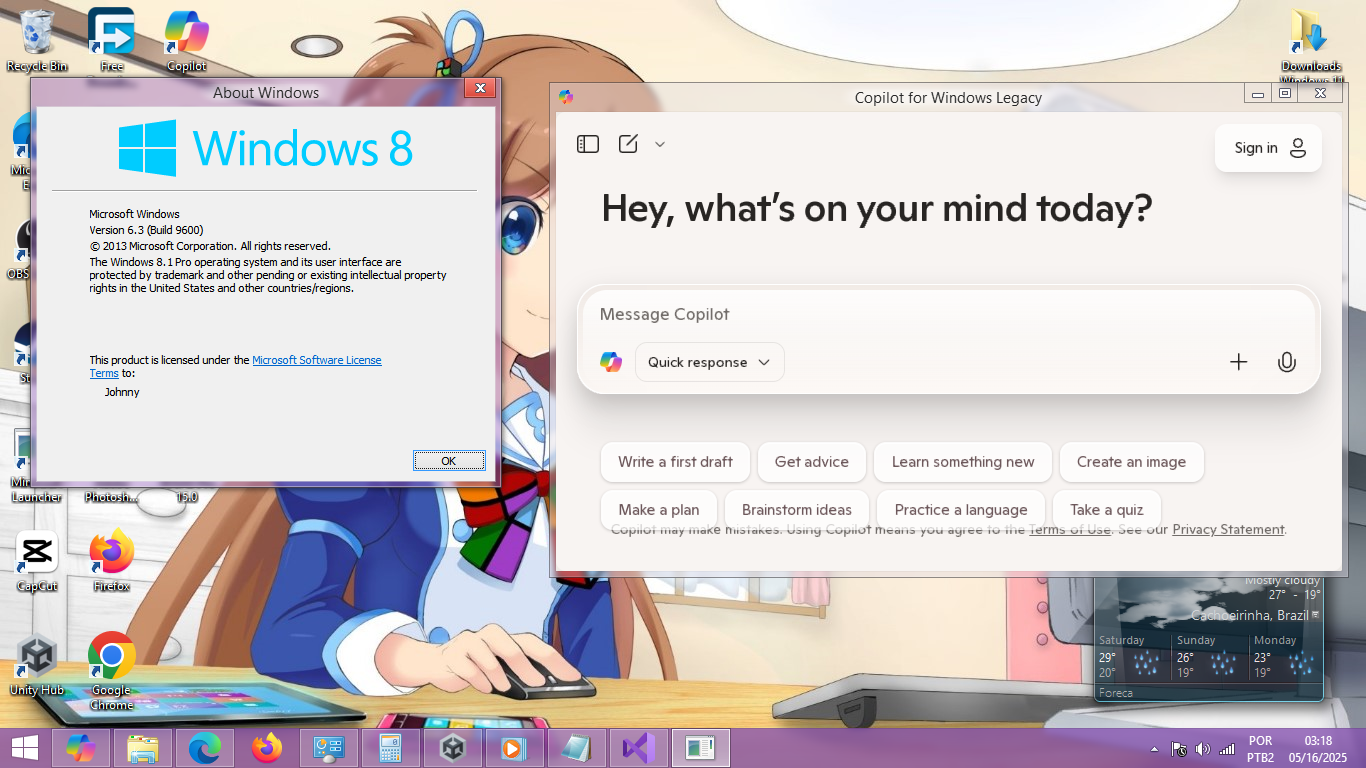 Recycle Bin
Free
Copilot
Downloads
Windows 11
About Windows
Windows 8
Microsoft Windows
Version 6.3 (Build 9600)
© 2013 Microsoft Corporation. All rights reserved.
The Windows 8.1 Pro operating system and its user interface are
protected by trademark and other pending or existing intellectual property
rights in the United States and other countries/regions.
This product is licensed under the Microsoft Software License
Terms to:
Johnny
OK
Copilot for Windows Legacy
Sign in
Hey, what's on your mind today?
Message Copilot
Quick response
Write a first draft
Get advice
Learn something new
Create an image
Make a plan
Brainstorm ideas
Practice a language
Take a quiz
Copilot may make mistakes. Using Copilot means you agree to the Terms of Use. See our Privacy Statement.
OBS
Launcher
Photosh...
15.0
CapCut
Firefox
Unity Hub
Google
Chrome
Mostly cloudy
27° - 19°
Cachoeirinha, Brazil
Saturday
29°
20°
Sunday
26°
19°
Monday
23°
19°
Foreca
POR
PTB2
03:18
05/16/2025